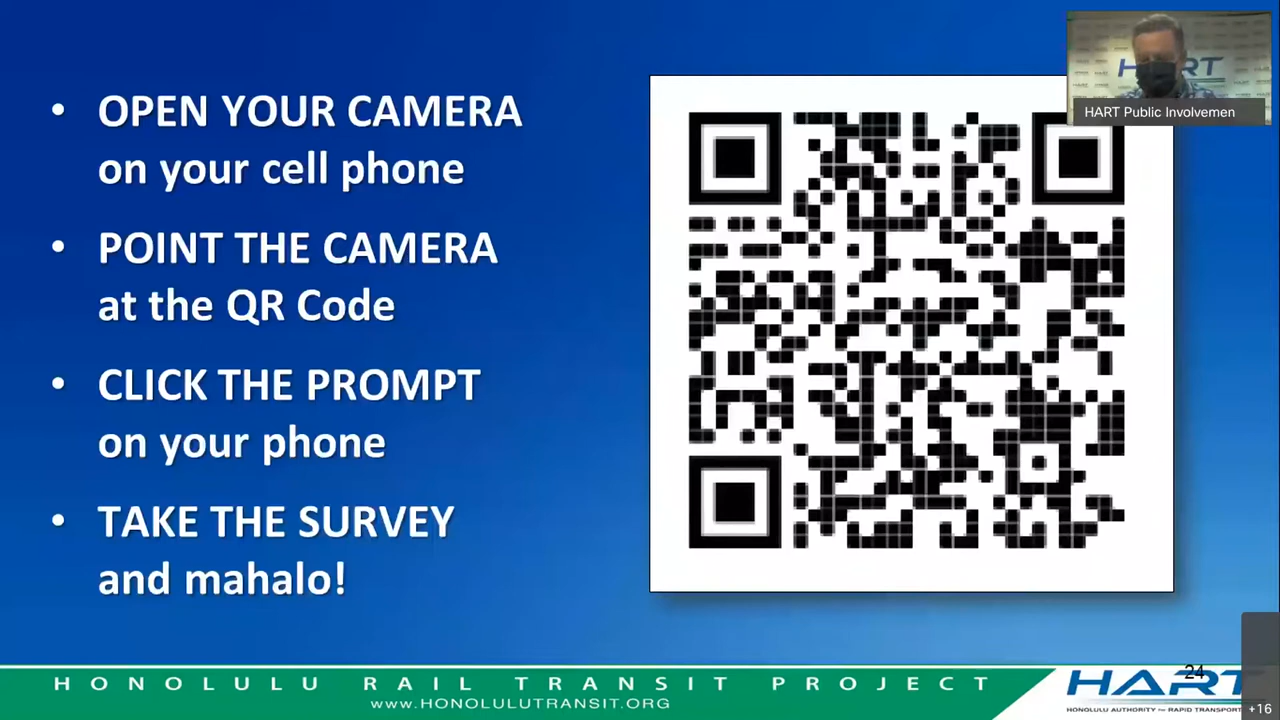 • OPEN YOUR CAMERA
on your cell phone
• POINT THE CAMERA
at the QR Code
• CLICK THE PROMPT
on your phone
• TAKE THE SURVEY
and mahalo!
HART
HART Public Involvemen
24
HONOLULU RAIL TRANSIT PROJECT
www.HONOLULUTRANSIT.ORG
HART
HONOLULU AUTHORITY for RAPID TRANSPORT
+16